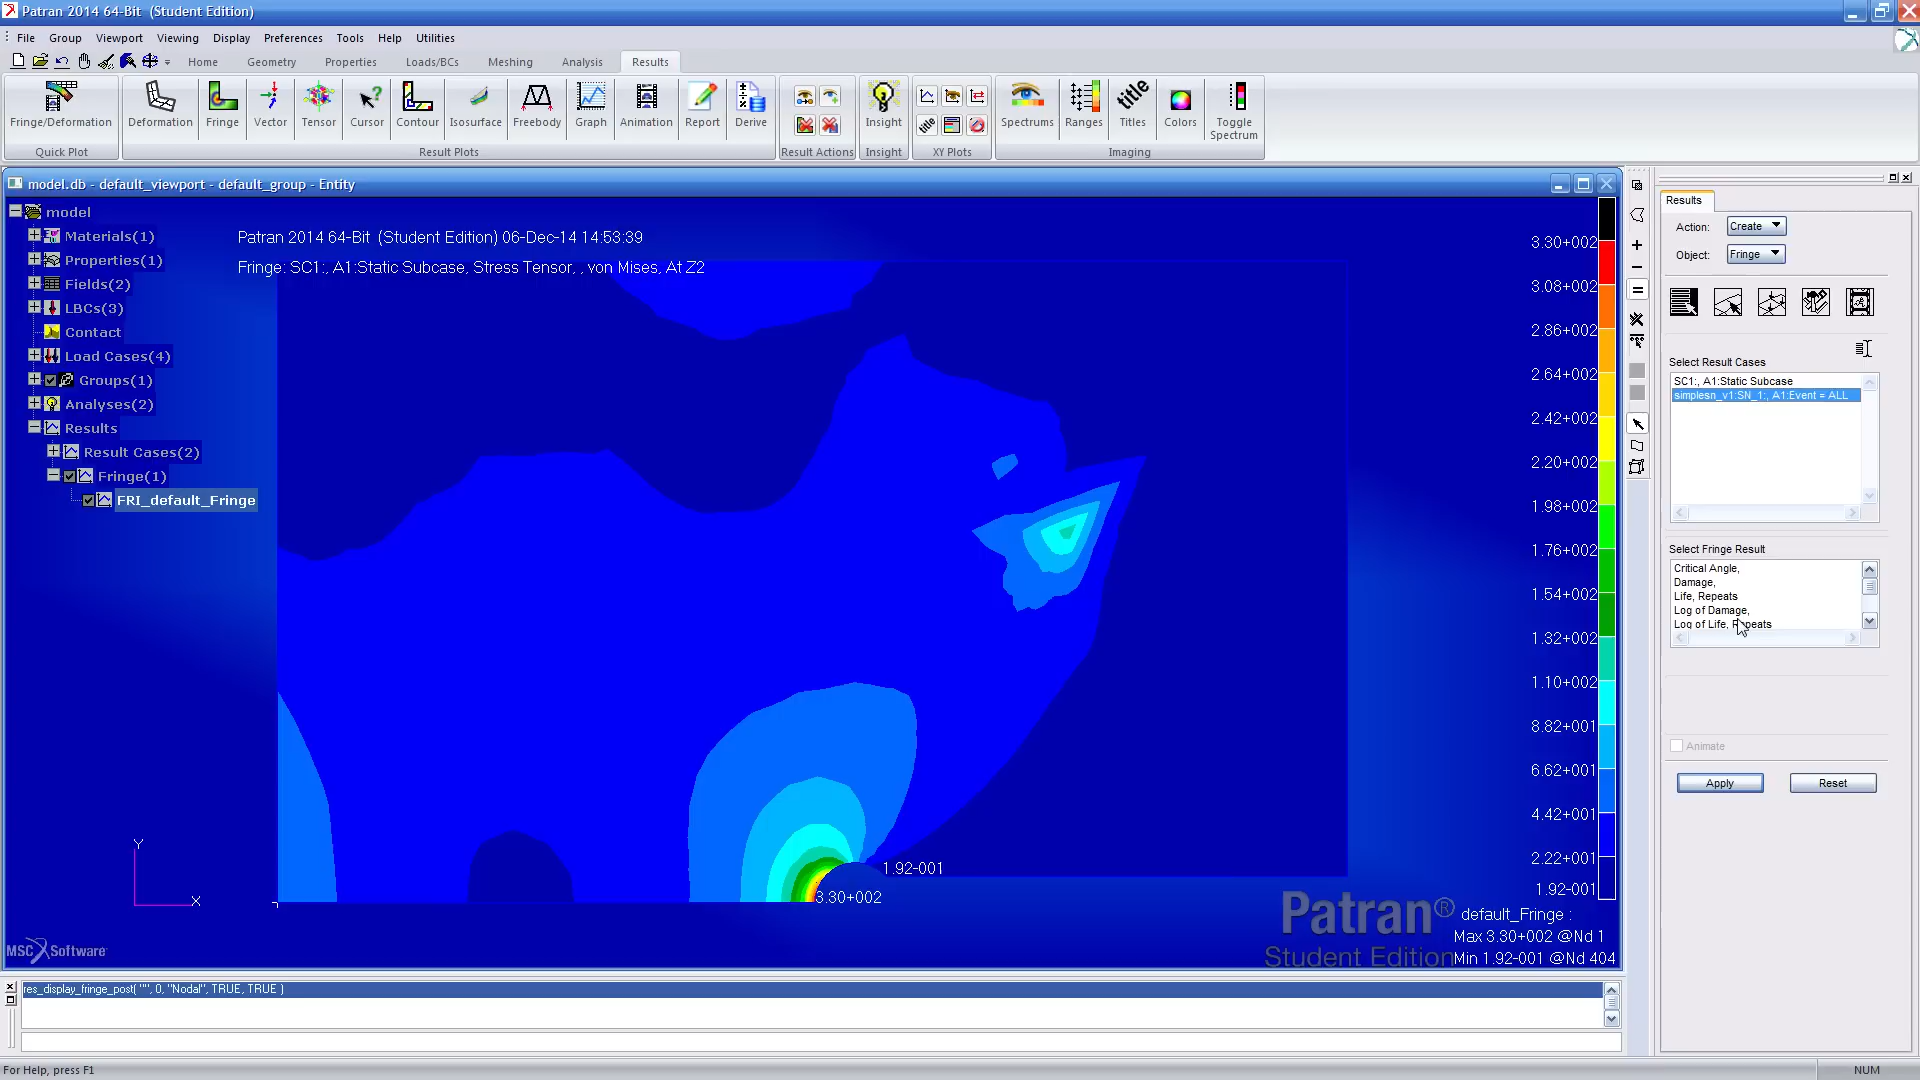 Patran 2014 64-Bit (Student Edition)
File Group Viewport Viewing Display Preferences Tools Help Utilities
Home Geometry Properties Loads/BCs Meshing Analysis Results
Fringe/Deformation Deformation Fringe Vector Tensor Cursor Contour Isosurface Freebody Graph Animation Report Derive Insight title Spectrums Ranges Titles Colors Toggle Spectrum
Quick Plot Result Plots Result Actions Insight XY Plots Imaging
model.db - default_viewport - default_group - Entity
model
Materials(1)
Properties(1)
Fields(2)
LBCs(3)
Contact
Load Cases(4)
Groups(1)
Analyses(2)
Results
Result Cases(2)
Fringe(1)
FRI_default_Fringe
Patran 2014 64-Bit (Student Edition) 06-Dec-14 14:53:39
Fringe: SC1:, A1:Static Subcase, Stress Tensor, , von Mises, At Z2
3.30+002
3.08+002
2.86+002
2.64+002
2.42+002
2.20+002
1.98+002
1.76+002
1.54+002
1.32+002
1.10+002
8.82+001
6.62+001
4.42+001
2.22+001
1.92-001
1.92-001
3.30+002
Y
X
MSC Software
Patran®
Student Edition
default_Fringe :
Max 3.30+002 @Nd 1
Min 1.92-001 @Nd 404
Results
Action: Create
Object: Fringe
Select Result Cases
SC1:, A1:Static Subcase
simplesn_v1:SN_1:, A1:Event = ALL
Select Fringe Result
Critical Angle,
Damage,
Life, Repeats
Log of Damage,
Log of Life, Repeats
Animate
Apply Reset
res_display_fringe_post( "", 0, "Nodal", TRUE, TRUE )
For Help, press F1
NUM